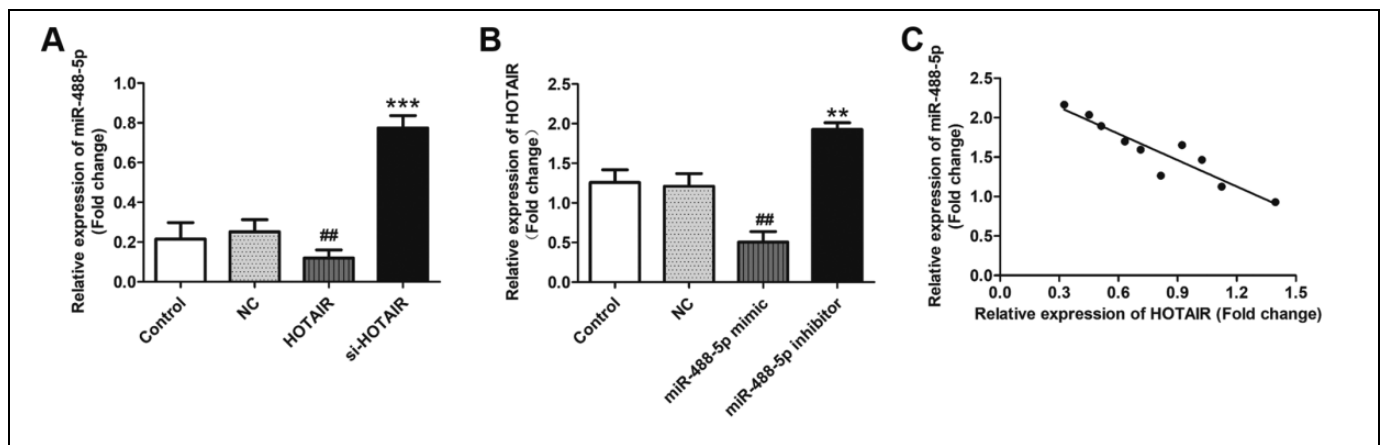 A
Relative expression of miR-488-5p
(Fold change)
1.0
0.8
0.6
0.4
0.2
0.0
##
***
Control
NC
HOTAIR
si-HOTAIR
B
Relative expression of HOTAIR
(Fold change)
2.5
2.0
1.5
1.0
0.5
0.0
##
**
Control
NC
miR-488-5p mimic
miR-488-5p inhibitor
C
Relative expression of miR-488-5p
(Fold change)
2.5
2.0
1.5
1.0
0.5
0.0
0.0 0.3 0.6 0.9 1.2 1.5
Relative expression of HOTAIR (Fold change)